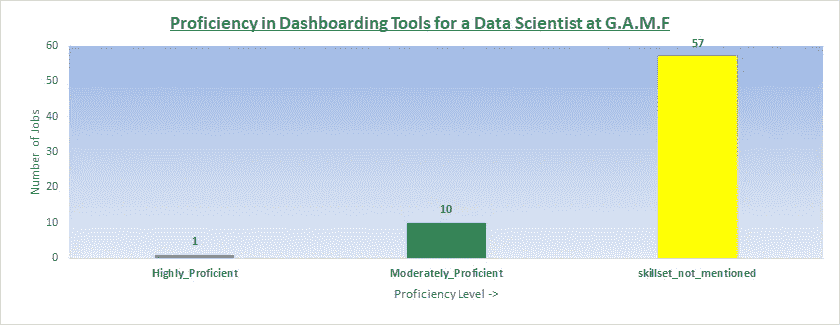 Proficiency in Dashboarding Tools for a Data Scientist at G.A.M.F
60
50
40
30
20
10
0
Number of Jobs
1
10
57
Highly_Proficient
Moderately_Proficient
skillset_not_mentioned
Proficiency Level ->